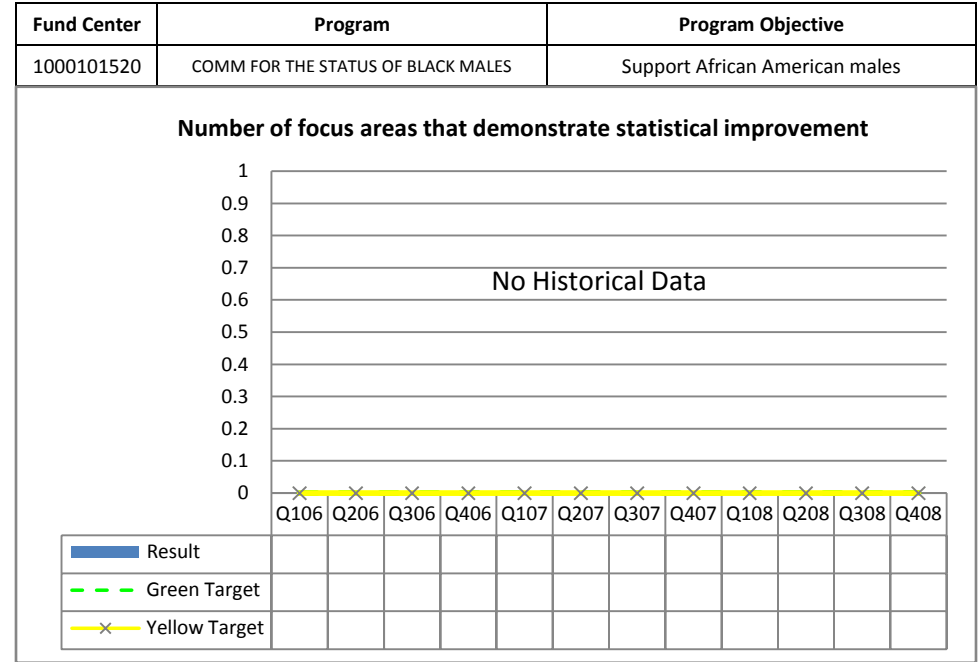 Fund Center Program Program Objective
1000101520 COMM FOR THE STATUS OF BLACK MALES Support African American males
Number of focus areas that demonstrate statistical improvement
1
0.9
0.8
0.7
No Historical Data
0.6
0.5
0.4
0.3
0.2
0.1
0
Q106 Q206 Q306 Q406 Q107 Q207 Q307 Q407 Q108 Q208 Q308 Q408
Result
Green Target
Yellow Target